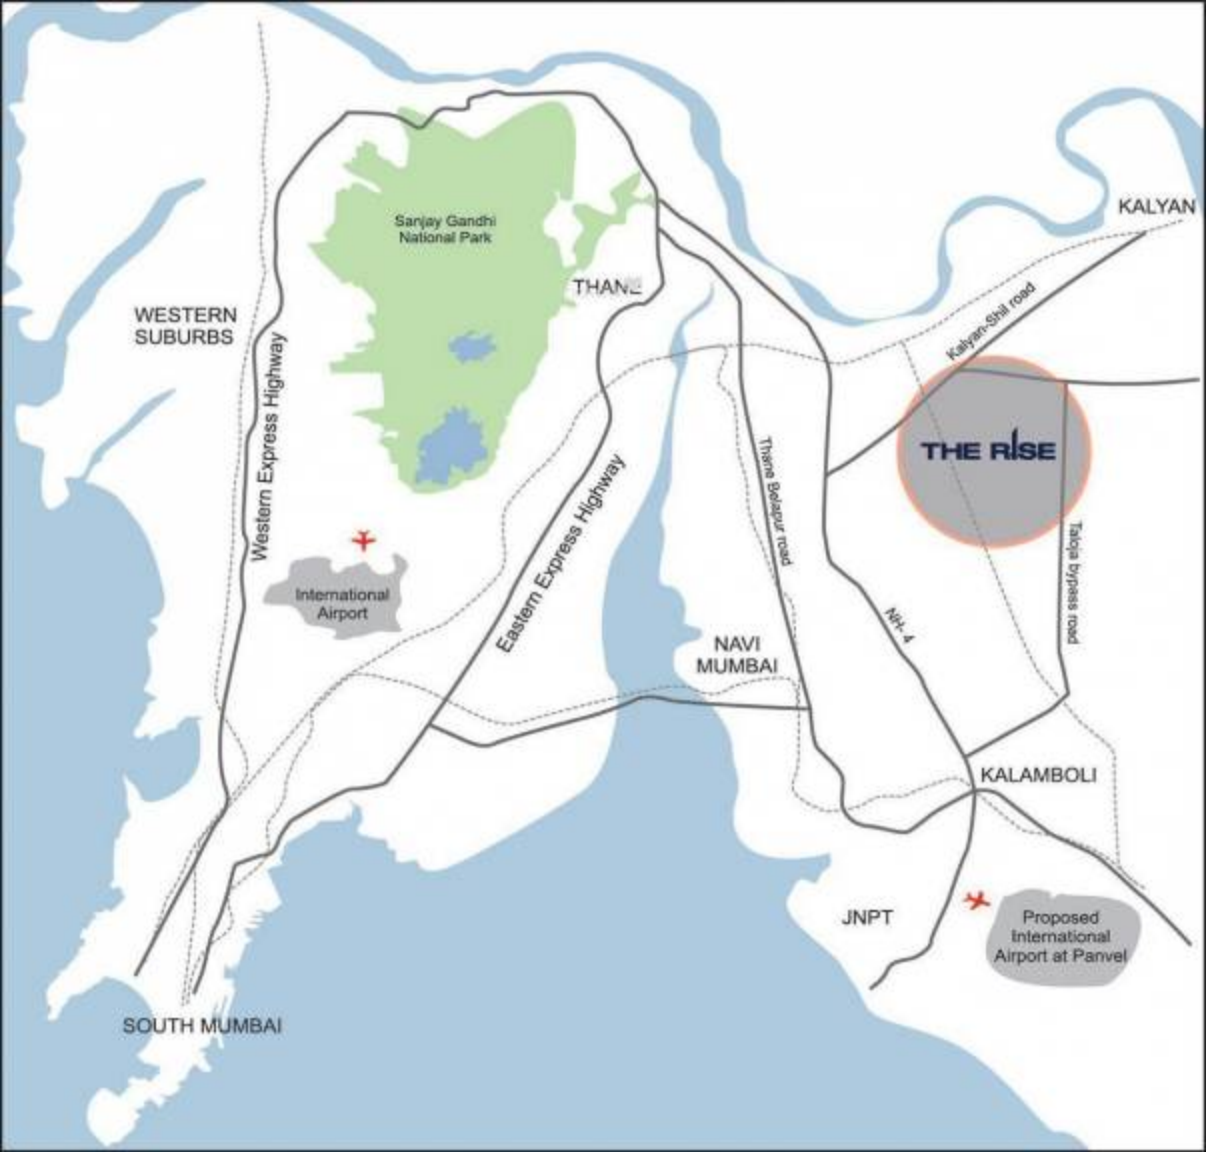 KALYAN
Sanjay Gandhi
National Park
THANE
WESTERN
SUBURBS
Kalyan-Shil road
Western Express Highway
THE RISE
Thane Belapur road
Eastern Express Highway
Taloja bypass road
International
Airport
NH-4
NAVI
MUMBAI
KALAMBOLI
JNPT
Proposed
International
Airport at Panvel
SOUTH MUMBAI